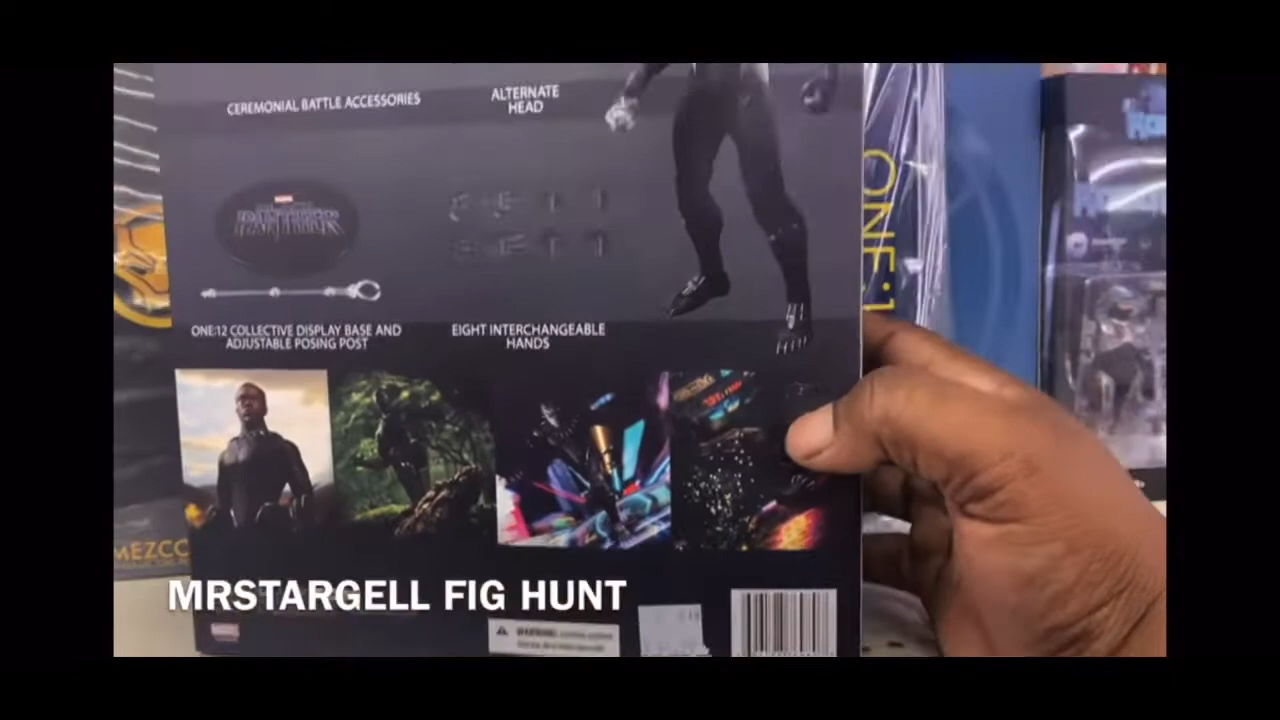 CEREMONIAL BATTLE ACCESSORIES
ALTERNATE
HEAD
PANTHER
ONE:12 COLLECTIVE DISPLAY BASE AND
ADJUSTABLE POSING POST
EIGHT INTERCHANGEABLE
HANDS
ONE:1
MEZCO
MRSTARGELL FIG HUNT
WARNING: